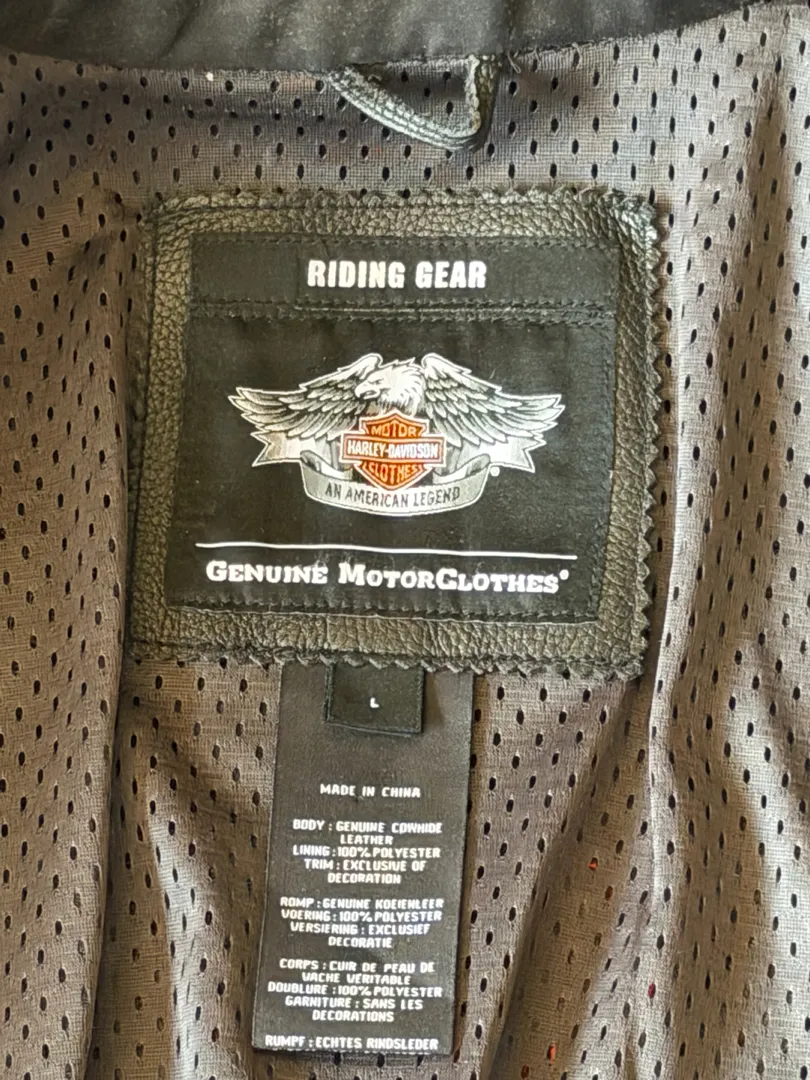 RIDING GEAR
MOTOR
HARLEY-DAVIDSON
CLOTHES
®
AN AMERICAN LEGEND
GENUINE MOTORCLOTHES®
L
MADE IN CHINA
BODY : GENUINE COWHIDE
LEATHER
LINING : 100% POLYESTER
TRIM : EXCLUSIVE OF
DECORATION
ROMP : GENUINE KOEIENLEER
VOERING : 100% POLYESTER
VERSIERING : EXCLUSIEF
DECORATIE
CORPS : CUIR DE PEAU DE
VACHE VERITABLE
DOUBLURE : 100% POLYESTER
GARNITURE : SANS LES
DECORATIONS
RUMPF : ECHTES RINDSLEDER